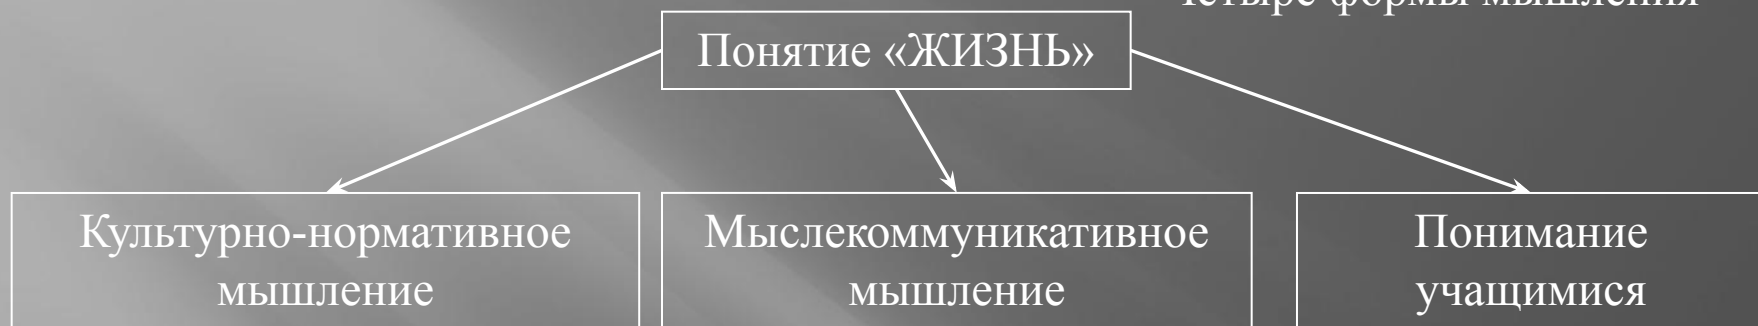 Четыре формы мышления
Понятие «ЖИЗНЬ»
Культурно-нормативное
мышление
Мыслекоммуникативное
мышление
Понимание
учащимися